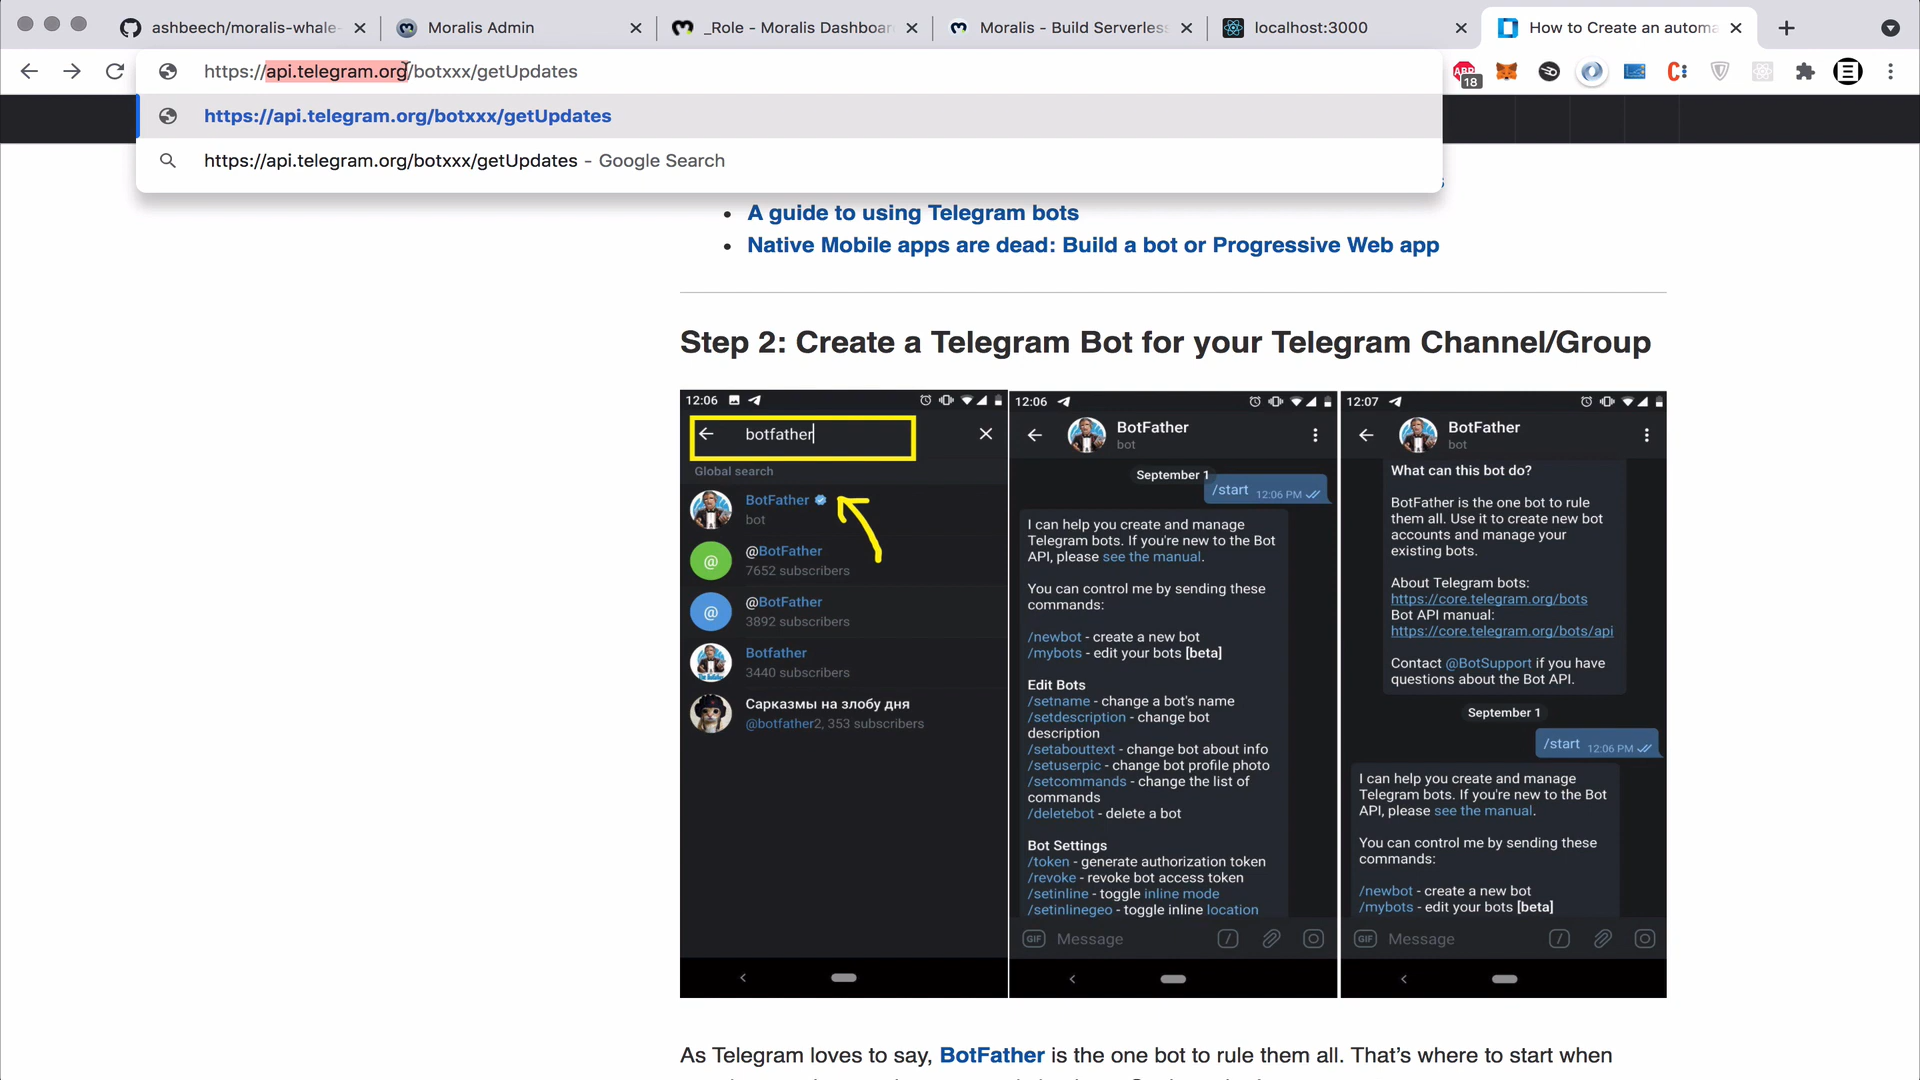 ashbeech/moralis-whale-
Moralis Admin
_Role - Moralis Dashboar
Moralis - Build Serverless
localhost:3000
How to Create an automa
https://api.telegram.org/botxxx/getUpdates
18
https://api.telegram.org/botxxx/getUpdates
https://api.telegram.org/botxxx/getUpdates - Google Search
A guide to using Telegram bots
Native Mobile apps are dead: Build a bot or Progressive Web app
Step 2: Create a Telegram Bot for your Telegram Channel/Group
12:06
botfather
Global search
BotFather
bot
@BotFather
7652 subscribers
@BotFather
3892 subscribers
Botfather
3440 subscribers
Сарказмы на злобу дня
@botfather2, 353 subscribers
12:06
BotFather
bot
September 1
/start 12:06 PM
I can help you create and manage
Telegram bots. If you're new to the Bot
API, please see the manual.
You can control me by sending these
commands:
/newbot - create a new bot
/mybots - edit your bots [beta]
Edit Bots
/setname - change a bot's name
/setdescription - change bot
description
/setabouttext - change bot about info
/setuserpic - change bot profile photo
/setcommands - change the list of
commands
/deletebot - delete a bot
Bot Settings
/token - generate authorization token
/revoke - revoke bot access token
/setinline - toggle inline mode
/setinlinegeo - toggle inline location
GIF Message
12:07
BotFather
bot
What can this bot do?
BotFather is the one bot to rule
them all. Use it to create new bot
accounts and manage your
existing bots.
About Telegram bots:
https://core.telegram.org/bots
Bot API manual:
https://core.telegram.org/bots/api
Contact @BotSupport if you have
questions about the Bot API.
September 1
/start 12:06 PM
I can help you create and manage
Telegram bots. If you're new to the Bot
API, please see the manual.
You can control me by sending these
commands:
/newbot - create a new bot
/mybots - edit your bots [beta]
GIF Message
As Telegram loves to say, BotFather is the one bot to rule them all. That's where to start when